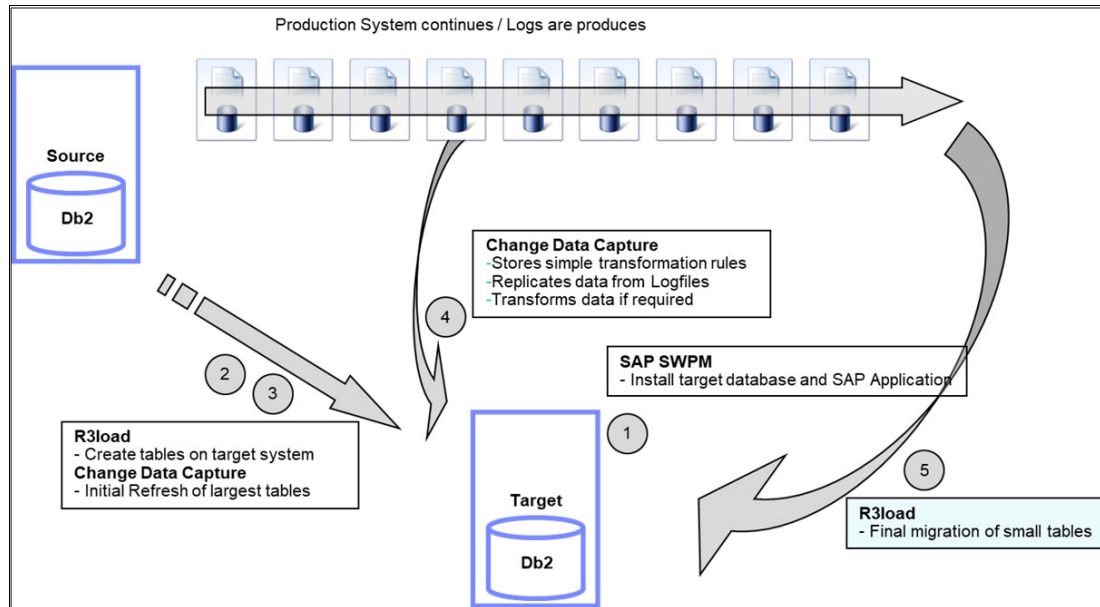 Production System continues / Logs are produces
Source
Db2
Change Data Capture
-Stores simple transformation rules
-Replicates data from Logfiles
-Transforms data if required
4
2
3
SAP SWPM
- Install target database and SAP Application
1
R3load
- Create tables on target system
Change Data Capture
- Initial Refresh of largest tables
Target
Db2
5
R3load
- Final migration of small tables